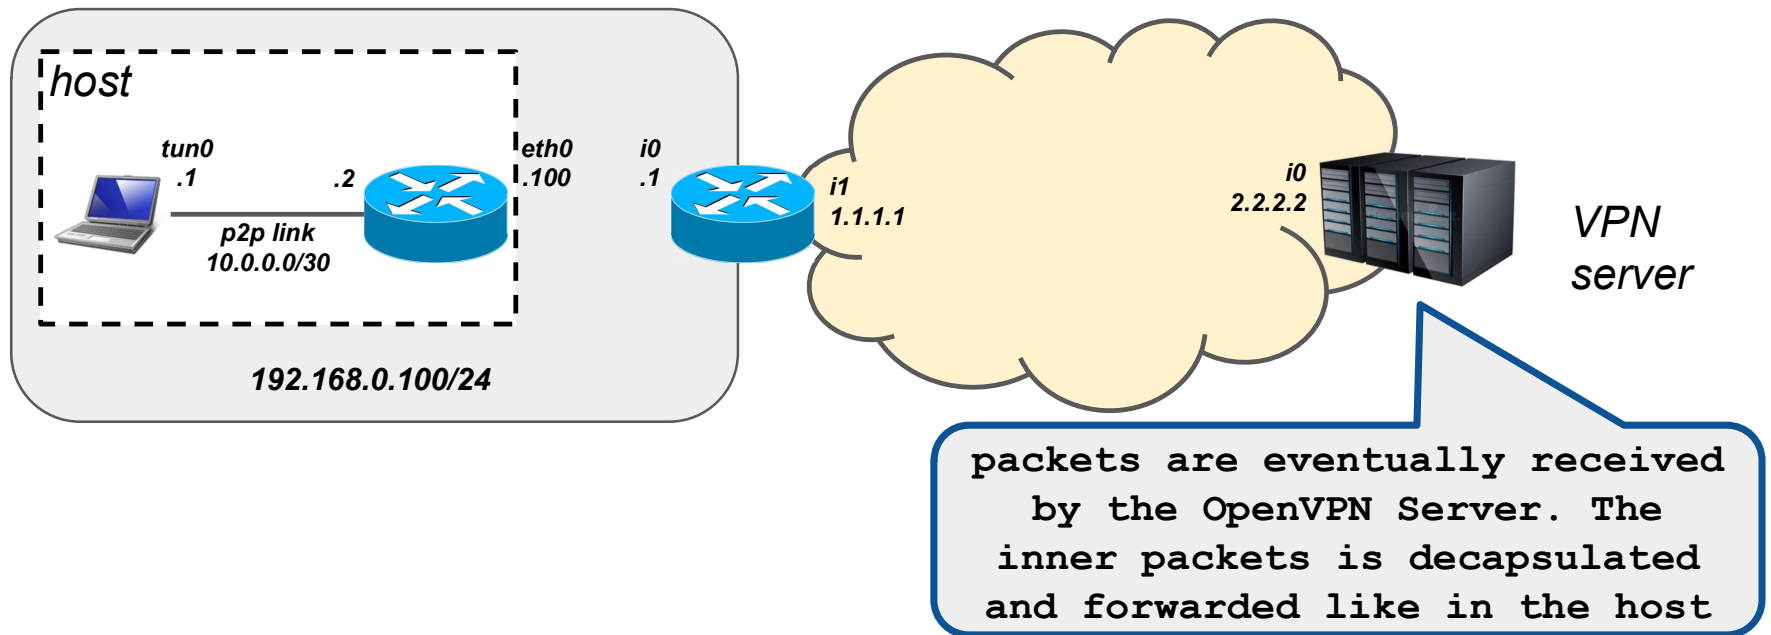 host
tun0
.1
.2
p2p link
10.0.0.0/30
eth0
.100
i0
.1
i1
1.1.1.1
192.168.0.100/24
i0
2.2.2.2
VPN
server
packets are eventually received
by the OpenVPN Server. The
inner packets is decapsulated
and forwarded like in the host